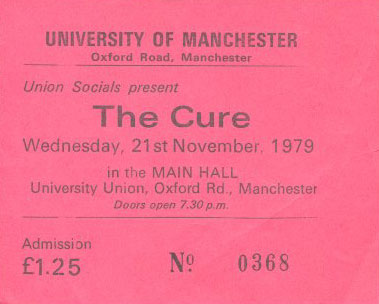 UNIVERSITY OF MANCHESTER
Oxford Road, Manchester
Union Socials present
The Cure
Wednesday, 21st November, 1979
in the MAIN HALL
University Union, Oxford Rd., Manchester
Doors open 7.30 p.m.
Admission
£1.25 Nº 0368